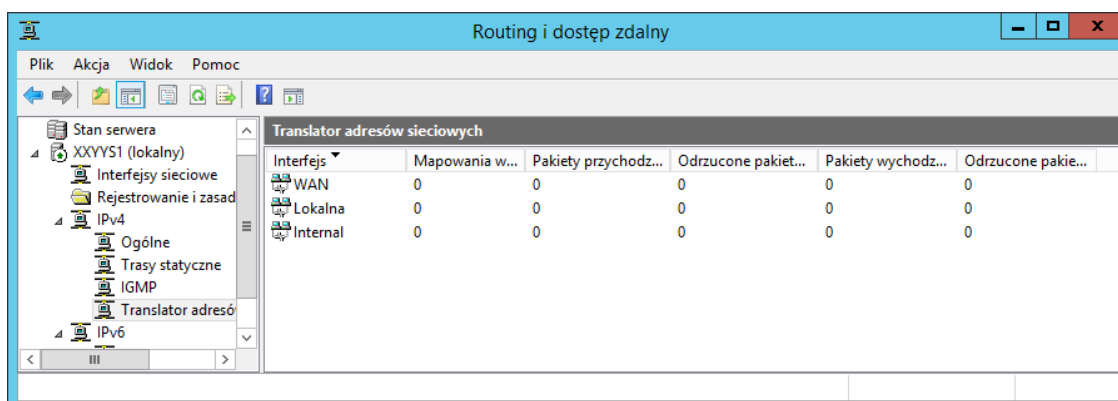 Routing i dostęp zdalny
Plik Akcja Widok Pomoc
Stan serwera
XXYYS1 (lokalny)
Interfejsy sieciowe
Rejestrowanie i zasad
IPv4
Ogólne
Trasy statyczne
IGMP
Translator adresó
IPv6
Translator adresów sieciowych
Interfejs Mapowania w... Pakiety przychodz... Odrzucone pakiet... Pakiety wychodz... Odrzucone pakie...
WAN 0 0 0 0 0
Lokalna 0 0 0 0 0
Internal 0 0 0 0 0